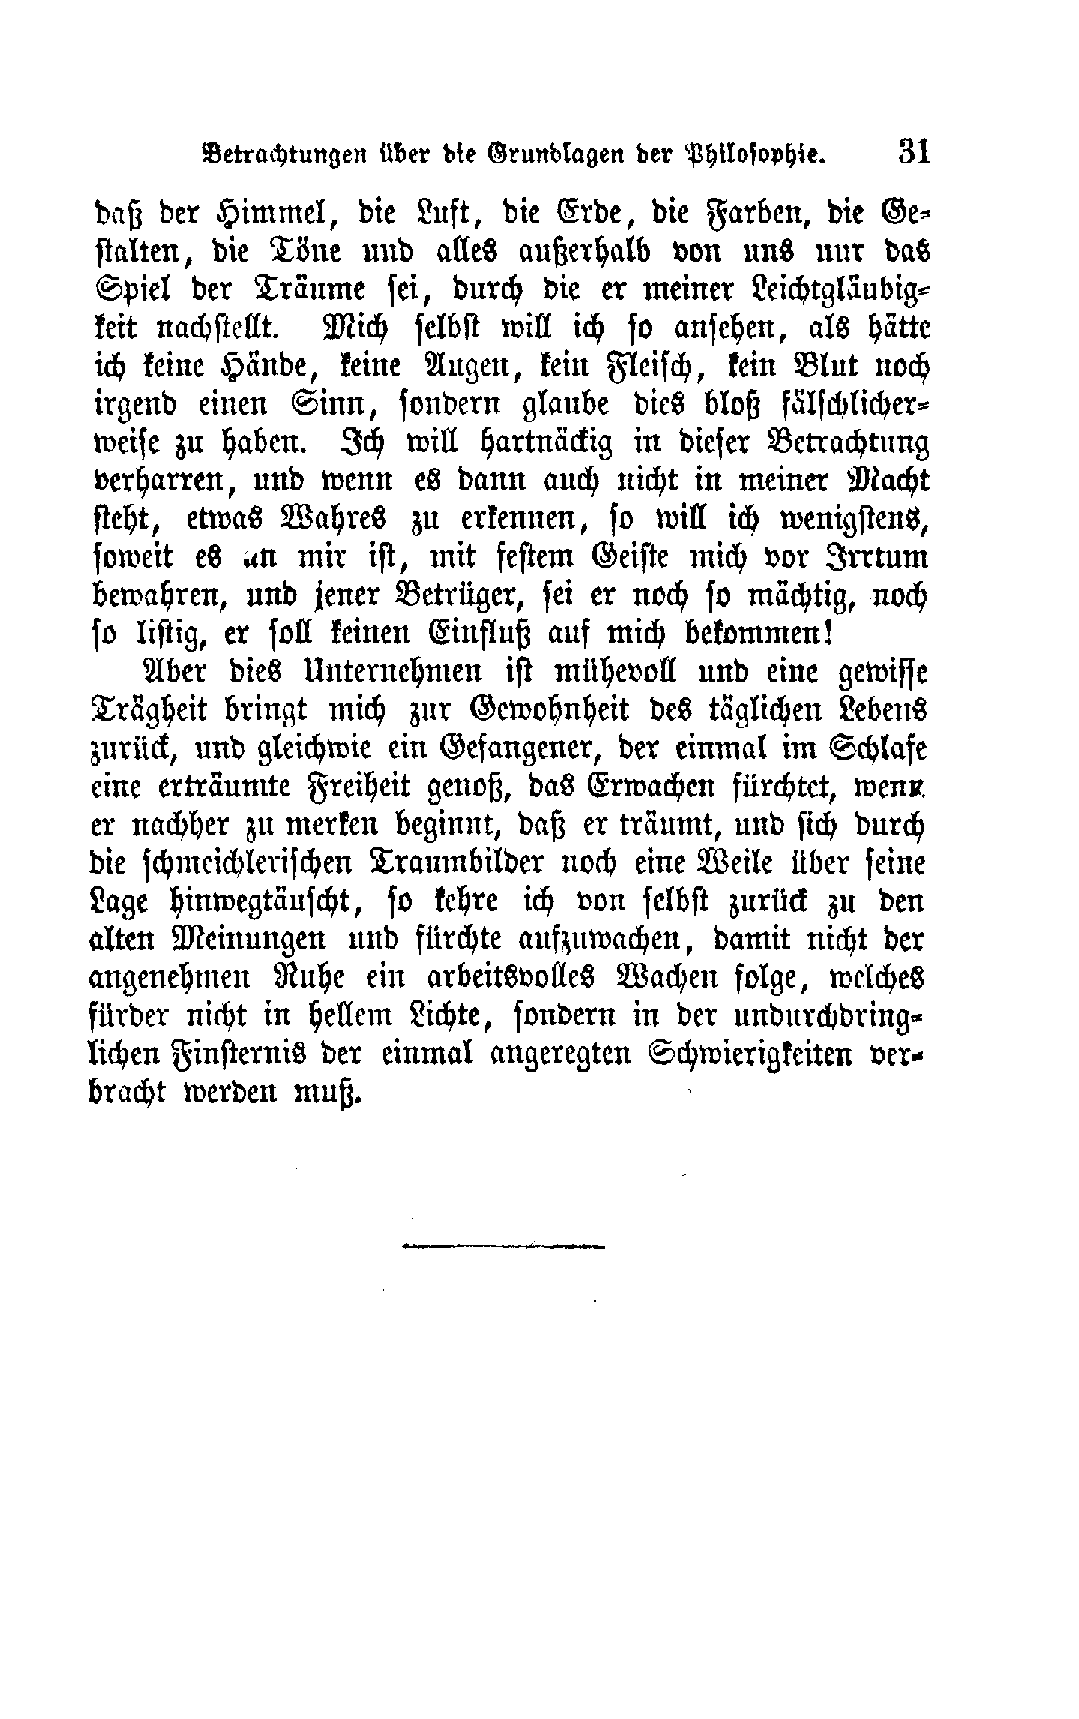 Betrachtungen über die Grundlagen der Philosophie. 31
daß der Himmel, die Luft, die Erde, die Farben, die Ge-
stalten, die Töne und alles außerhalb von uns nur das
Spiel der Träume sei, durch die er meiner Leichtgläubig-
keit nachstellt. Mich selbst will ich so ansehen, als hätte
ich keine Hände, keine Augen, kein Fleisch, kein Blut noch
irgend einen Sinn, sondern glaube dies bloß fälschlicher-
weise zu haben. Ich will hartnäckig in dieser Betrachtung
verharren, und wenn es dann auch nicht in meiner Macht
steht, etwas Wahres zu erkennen, so will ich wenigstens,
soweit es an mir ist, mit festem Geiste mich vor Irrtum
bewahren, und jener Betrüger, sei er noch so mächtig, noch
so listig, er soll keinen Einfluß auf mich bekommen!
Aber dies Unternehmen ist mühevoll und eine gewisse
Trägheit bringt mich zur Gewohnheit des täglichen Lebens
zurück, und gleichwie ein Gefangener, der einmal im Schlafe
eine erträumte Freiheit genoß, das Erwachen fürchtet, wenn
er nachher zu merken beginnt, daß er träumt, und sich durch
die schmeichlerischen Traumbilder noch eine Weile über seine
Lage hinwegtäuscht, so kehre ich von selbst zurück zu den
alten Meinungen und fürchte aufzuwachen, damit nicht der
angenehmen Ruhe ein arbeitsvolles Wachen folge, welches
fürder nicht in hellem Lichte, sondern in der undurchdring-
lichen Finsternis der einmal angeregten Schwierigkeiten ver-
bracht werden muß.